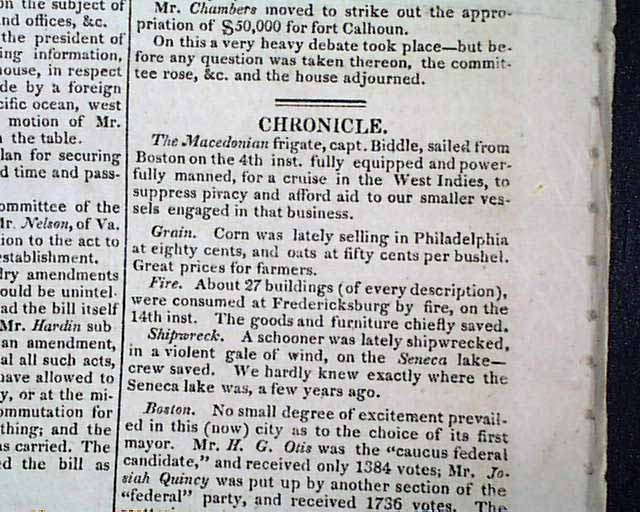 on the subject of
nd offices, &c.
the president of
ing information,
house, in respect
de by a foreign
cific ocean, west
motion of Mr.
the table.
lan for securing
d time and pass-
ommittee of the
Mr. Nelson, of Va.
ion to the act to
establishment.
ry amendments
ould be unintel-
ad the bill itself
Mr. Hardin sub
an amendment,
al all such acts,
have allowed to
y, or at the mi-
ommutation for
thing; and the
as carried. The
ed the bill as
Mr. Chambers moved to strike out the appro-
priation of $50,000 for fort Calhoun.
On this a very heavy debate took place—but be-
fore any question was taken thereon, the commit-
tee rose, &c. and the house adjourned.
CHRONICLE.
The Macedonian frigate, capt. Biddle, sailed from
Boston on the 4th inst. fully equipped and power-
fully manned, for a cruise in the West Indies, to
suppress piracy and afford aid to our smaller ves-
sels engaged in that business.
Grain. Corn was lately selling in Philadelphia
at eighty cents, and oats at fifty cents per bushel.
Great prices for farmers.
Fire. About 27 buildings (of every description),
were consumed at Fredericksburg by fire, on the
14th inst. The goods and furniture chiefly saved.
Shipwreck. A schooner was lately shipwrecked,
in a violent gale of wind, on the Seneca lake—
crew saved. We hardly knew exactly where the
Seneca lake was, a few years ago.
Boston. No small degree of excitement prevail-
ed in this (now) city as to the choice of its first
mayor. Mr. H. G. Otis was the "caucus federal
candidate," and received only 1384 votes; Mr. Jo-
siah Quincy was put up by another section of the
"federal" party, and received 1736 votes. The